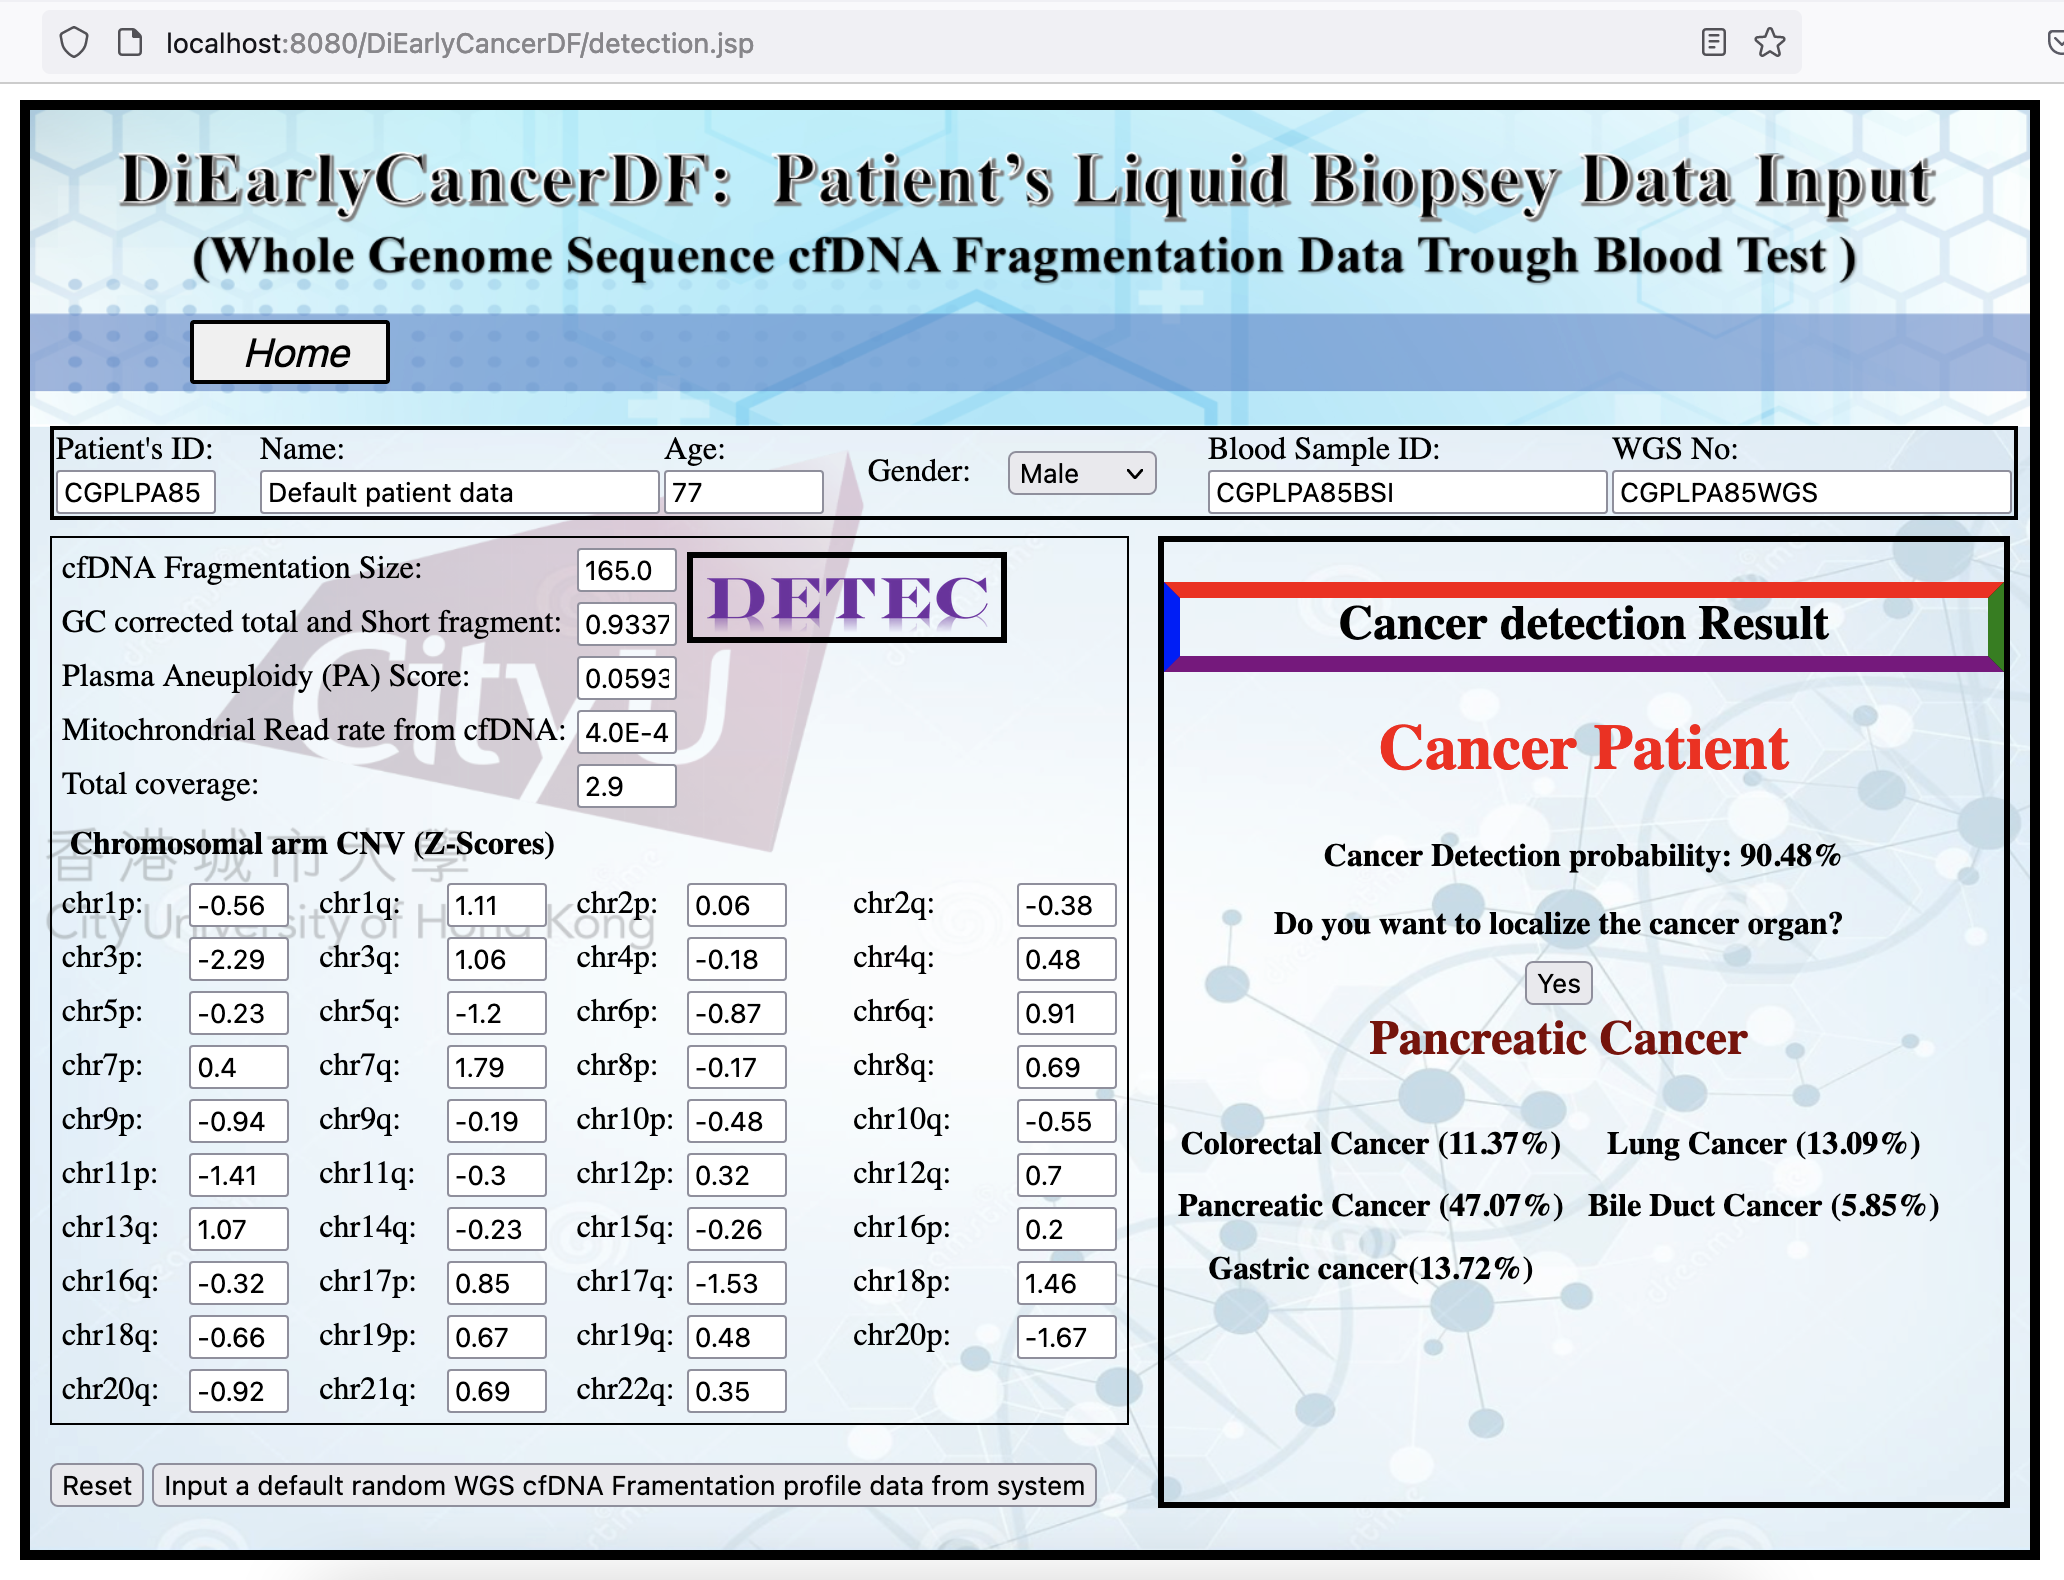 localhost:8080/DiEarlyCancerDF/detection.jsp
DiEarlyCancerDF: Patient’s Liquid Biopsey Data Input
(Whole Genome Sequence cfDNA Fragmentation Data Trough Blood Test )
Home
Patient's ID: Name: Age: Gender: Male Blood Sample ID: WGS No:
CGPLPA85 Default patient data 77 CGPLPA85BSI CGPLPA85WGS
cfDNA Fragmentation Size: 165.0 DETEC
GC corrected total and Short fragment: 0.9337
Plasma Aneuploidy (PA) Score: 0.0593
Mitochrondrial Read rate from cfDNA: 4.0E-4
Total coverage: 2.9
CityU
香港城市大學
City University of Hong Kong
Chromosomal arm CNV (Z-Scores)
chr1p: -0.56 chr1q: 1.11 chr2p: 0.06 chr2q: -0.38
chr3p: -2.29 chr3q: 1.06 chr4p: -0.18 chr4q: 0.48
chr5p: -0.23 chr5q: -1.2 chr6p: -0.87 chr6q: 0.91
chr7p: 0.4 chr7q: 1.79 chr8p: -0.17 chr8q: 0.69
chr9p: -0.94 chr9q: -0.19 chr10p: -0.48 chr10q: -0.55
chr11p: -1.41 chr11q: -0.3 chr12p: 0.32 chr12q: 0.7
chr13q: 1.07 chr14q: -0.23 chr15q: -0.26 chr16p: 0.2
chr16q: -0.32 chr17p: 0.85 chr17q: -1.53 chr18p: 1.46
chr18q: -0.66 chr19p: 0.67 chr19q: 0.48 chr20p: -1.67
chr20q: -0.92 chr21q: 0.69 chr22q: 0.35
Reset Input a default random WGS cfDNA Framentation profile data from system
Cancer detection Result
Cancer Patient
Cancer Detection probability: 90.48%
Do you want to localize the cancer organ?
Yes
Pancreatic Cancer
Colorectal Cancer (11.37%) Lung Cancer (13.09%)
Pancreatic Cancer (47.07%) Bile Duct Cancer (5.85%)
Gastric cancer(13.72%)